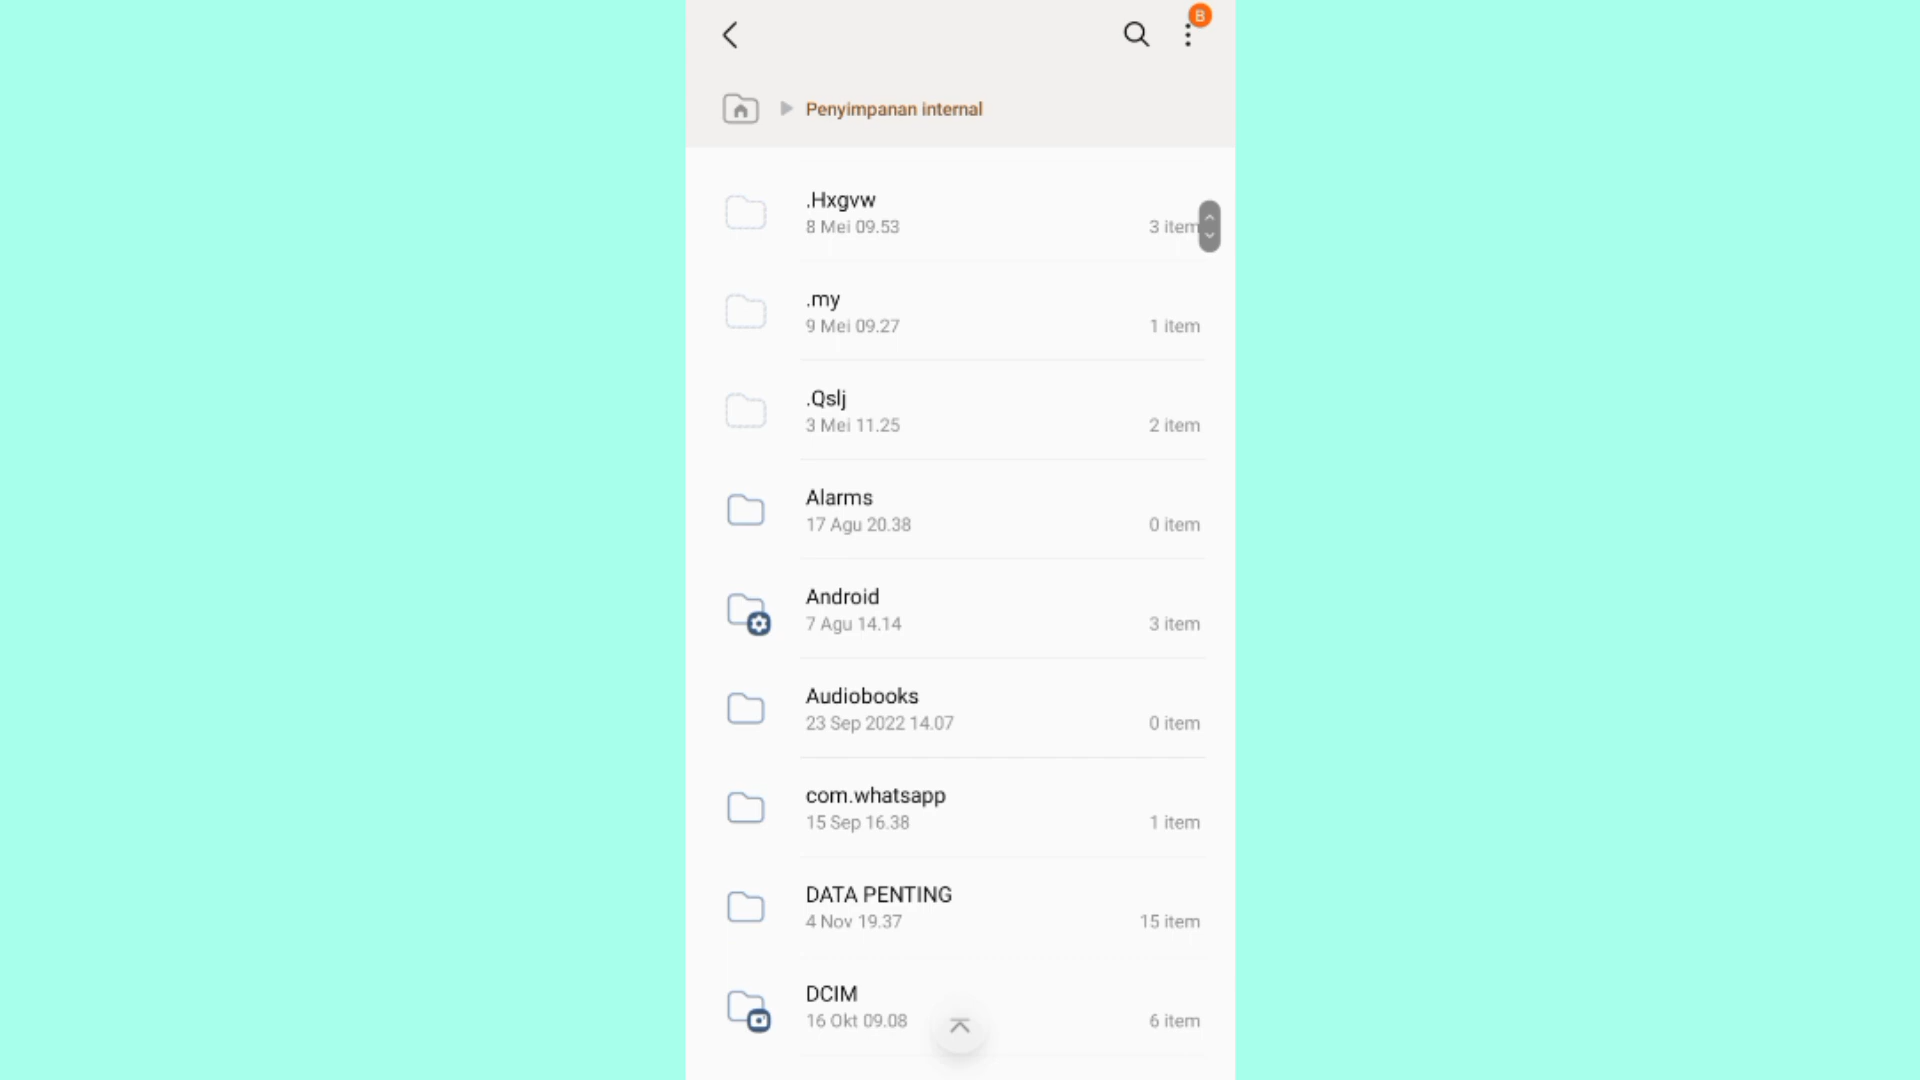 B
Penyimpanan internal
.Hxgvw
8 Mei 09.53
3 item
.my
9 Mei 09.27
1 item
.Qslj
3 Mei 11.25
2 item
Alarms
17 Agu 20.38
0 item
Android
7 Agu 14.14
3 item
Audiobooks
23 Sep 2022 14.07
0 item
com.whatsapp
15 Sep 16.38
1 item
DATA PENTING
4 Nov 19.37
15 item
DCIM
16 Okt 09.08
6 item